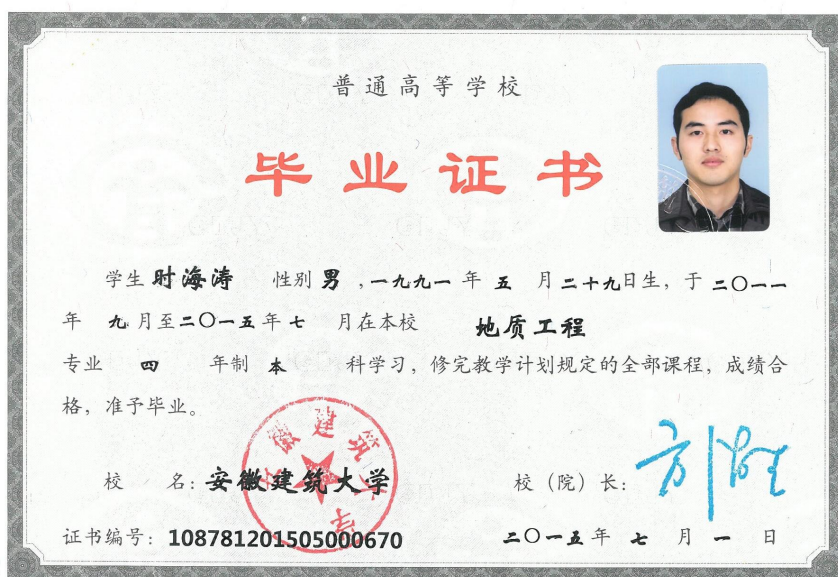 普通高等学校
毕业证书
学生 时海涛 性别 男 ，一九九一 年 五 月二十九日生，于 二〇一一
年 九 月至二〇一五年 七 月在本校 地质工程
专业 四 年制 本 科学习，修完教学计划规定的全部课程，成绩合
格，准予毕业。
校 名：安徽建筑大学
校（院）长：
证书编号：108781201505000670
二〇一五年 七 月 一 日